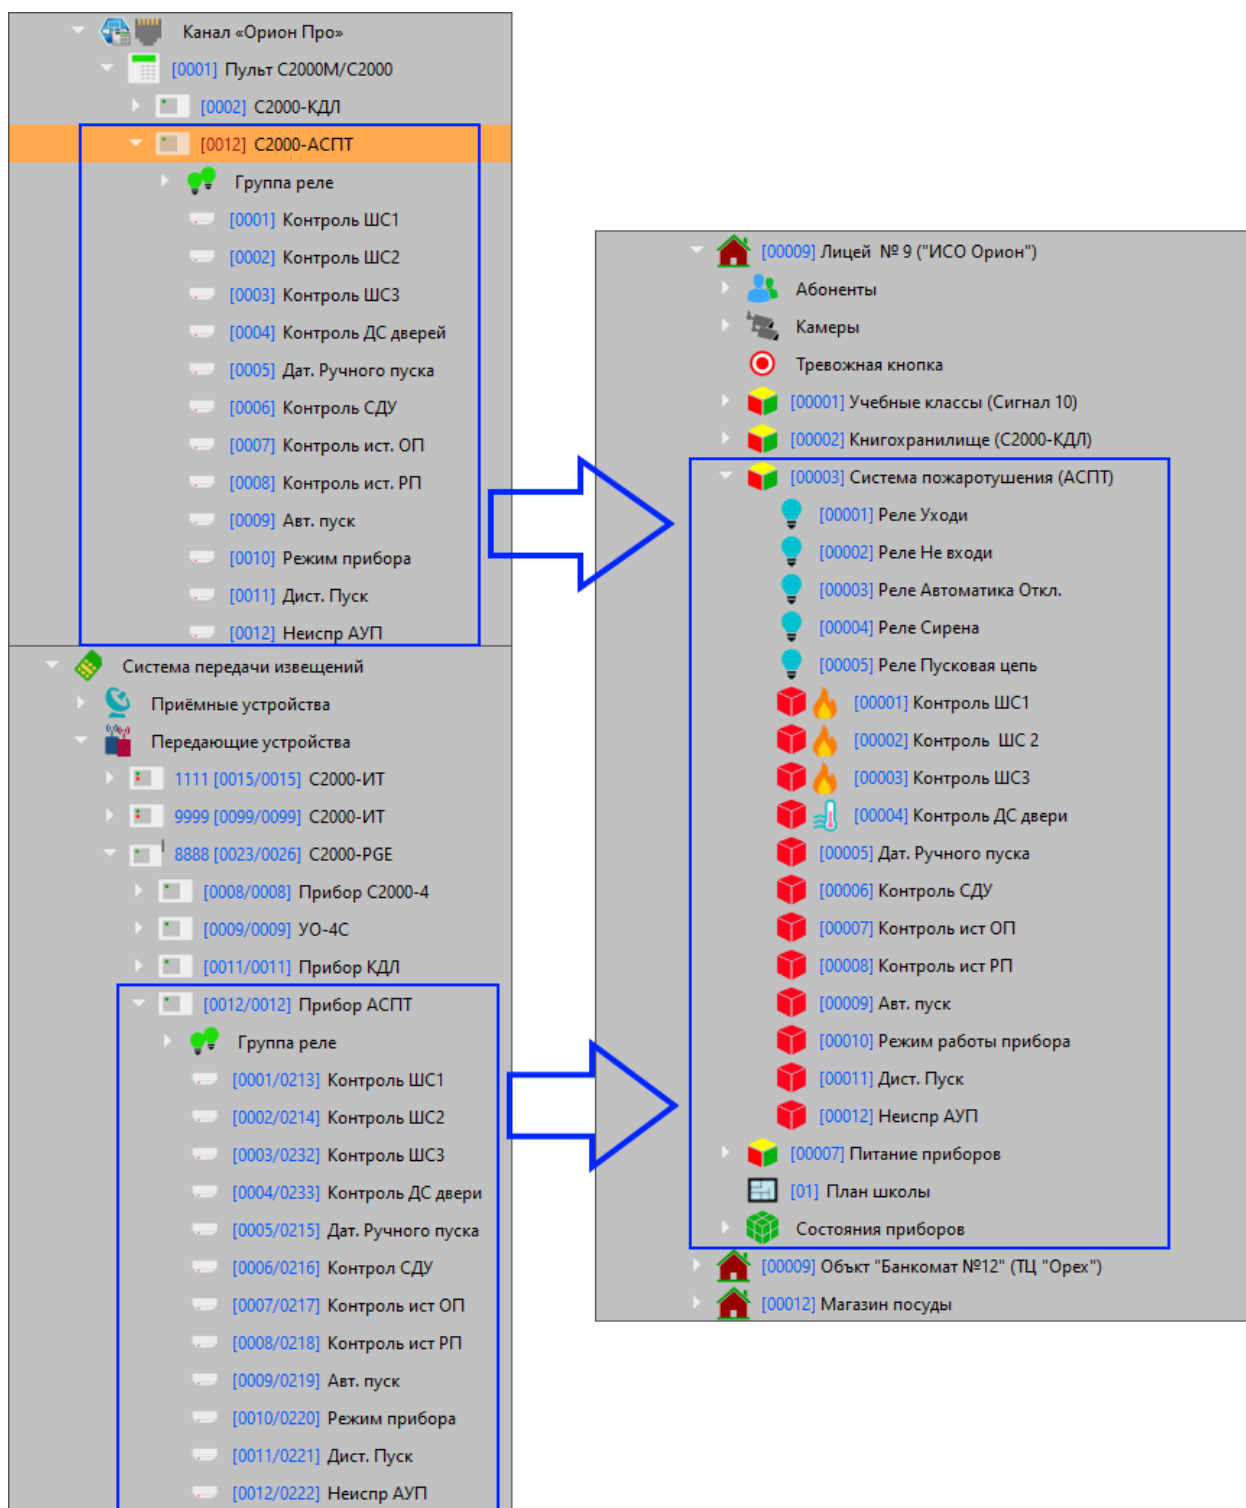 Канал «Орион Про»
[0001] Пульт С2000М/С2000
[0002] С2000-КДЛ
[0012] С2000-АСПТ
Группа реле
[0001] Контроль ШС1
[0002] Контроль ШС2
[0003] Контроль ШС3
[0004] Контроль ДС дверей
[0005] Дат. Ручного пуска
[0006] Контроль СДУ
[0007] Контроль ист. ОП
[0008] Контроль ист. РП
[0009] Авт. пуск
[0010] Режим прибора
[0011] Дист. Пуск
[0012] Неиспр АУП
Система передачи извещений
Приёмные устройства
Передающие устройства
1111 [0015/0015] С2000-ИТ
9999 [0099/0099] С2000-ИТ
8888 [0023/0026] С2000-PGE
[0008/0008] Прибор С2000-4
[0009/0009] УО-4С
[0011/0011] Прибор КДЛ
[0012/0012] Прибор АСПТ
Группа реле
[0001/0213] Контроль ШС1
[0002/0214] Контроль ШС2
[0003/0232] Контроль ШС3
[0004/0233] Контроль ДС двери
[0005/0215] Дат. Ручного пуска
[0006/0216] Контрол СДУ
[0007/0217] Контроль ист ОП
[0008/0218] Контроль ист РП
[0009/0219] Авт. пуск
[0010/0220] Режим прибора
[0011/0221] Дист. Пуск
[0012/0222] Неиспр АУП
[00009] Лицей № 9 ("ИСО Орион")
Абоненты
Камеры
Тревожная кнопка
[00001] Учебные классы (Сигнал 10)
[00002] Книгохранилище (С2000-КДЛ)
[00003] Система пожаротушения (АСПТ)
[00001] Реле Уходи
[00002] Реле Не входи
[00003] Реле Автоматика Откл.
[00004] Реле Сирена
[00005] Реле Пусковая цепь
[00001] Контроль ШС1
[00002] Контроль ШС 2
[00003] Контроль ШС3
[00004] Контроль ДС двери
[00005] Дат. Ручного пуска
[00006] Контроль СДУ
[00007] Контроль ист ОП
[00008] Контроль ист РП
[00009] Авт. пуск
[00010] Режим работы прибора
[00011] Дист. Пуск
[00012] Неиспр АУП
[00007] Питание приборов
[01] План школы
Состояния приборов
[00009] Объкт "Банкомат №12" (ТЦ "Орех")
[00012] Магазин посуды